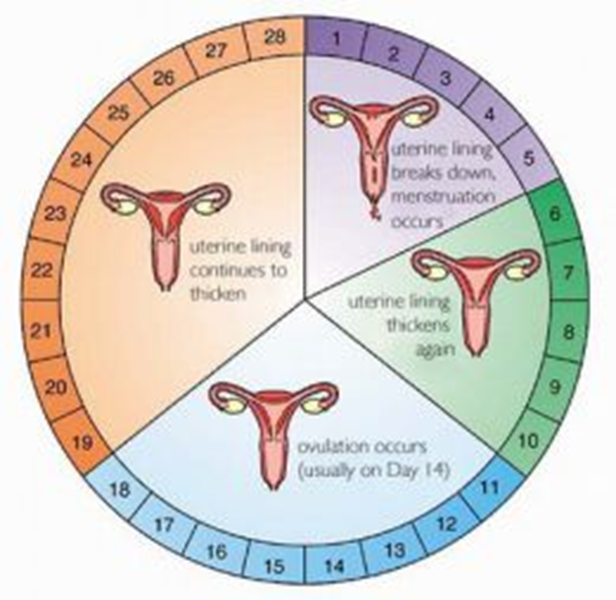 1
2
3
4
5
6
7
8
9
10
11
12
13
14
15
16
17
18
19
20
21
22
23
24
25
26
27
28
uterine lining
breaks down,
menstruation
occurs
uterine lining
thickens
again
ovulation occurs
(usually on Day 14)
uterine lining
continues to
thicken